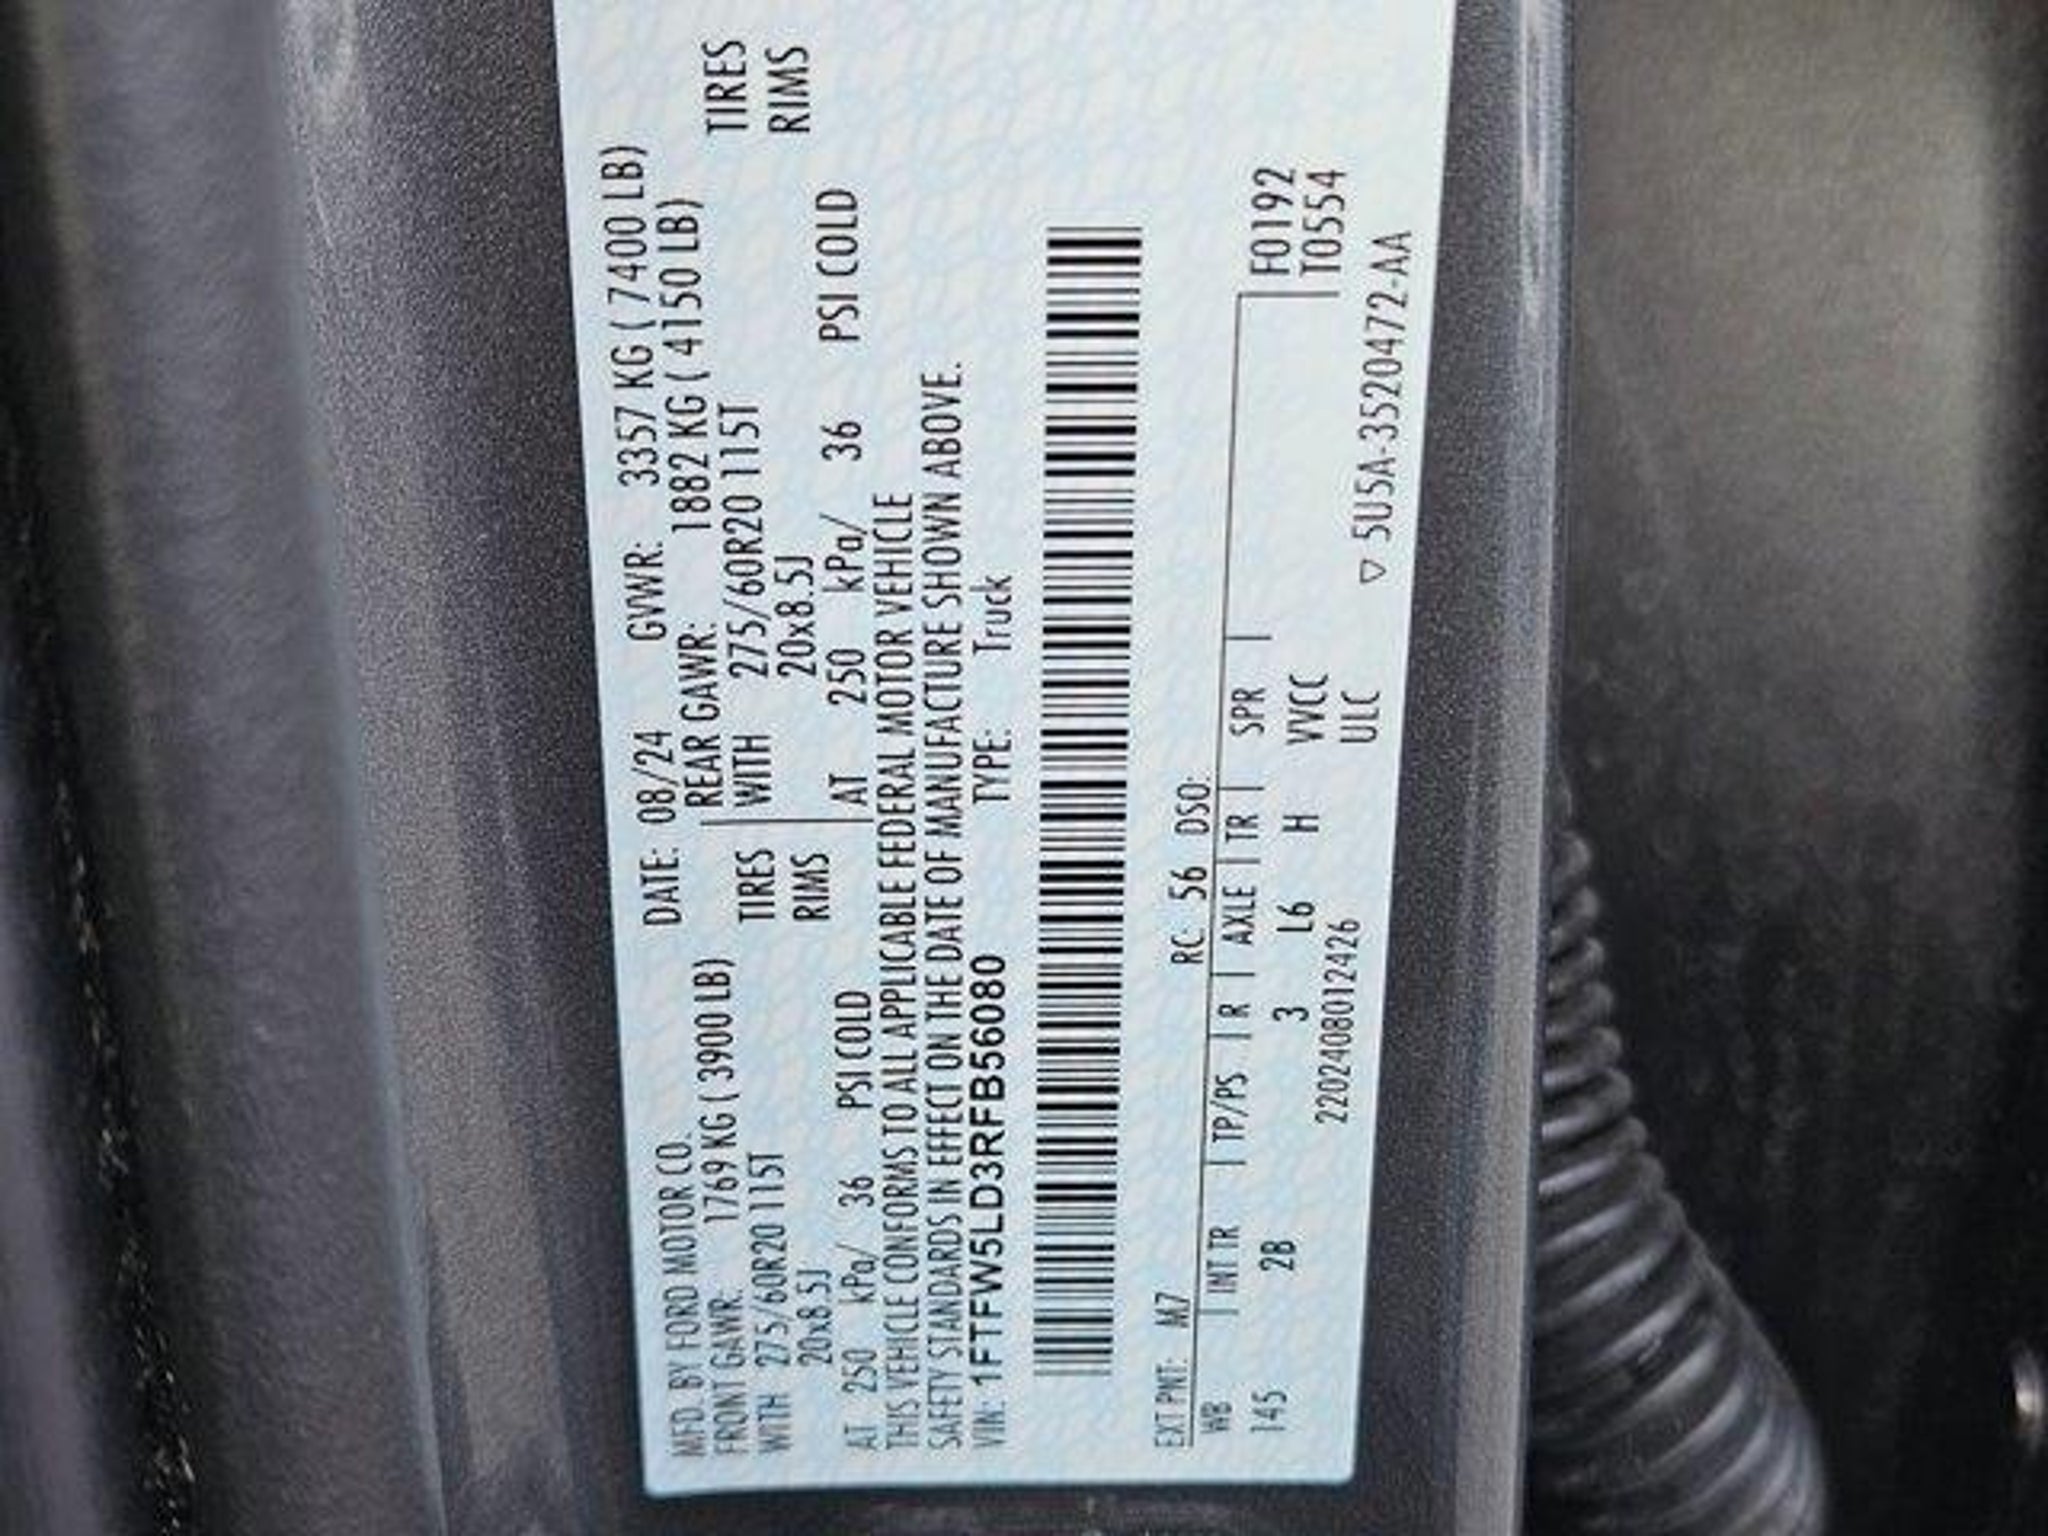 MFD. BY FORD MOTOR CO. DATE: 08/24 GVWR: 3357 KG ( 7400 LB)
FRONT GAWR: 1769 KG ( 3900 LB) REAR GAWR: 1882 KG ( 4150 LB)
WITH 275/60R20 115T TIRES WITH 275/60R20 115T TIRES
20x8.5J RIMS 20x8.5J RIMS
AT 250 kPa/ 36 PSI COLD AT 250 kPa/ 36 PSI COLD
THIS VEHICLE CONFORMS TO ALL APPLICABLE FEDERAL MOTOR VEHICLE
SAFETY STANDARDS IN EFFECT ON THE DATE OF MANUFACTURE SHOWN ABOVE.
VIN: 1FTFW5LD3RFB56080 TYPE: Truck
EXT PNT: M7 RC: 56 DSO:
WB | INT TR | TP/PS | R | AXLE | TR | SPR | F0192
145 2B 3 L6 H VVCC T0554
2202408012426 ULC
▽ 5U5A-3520472-AA